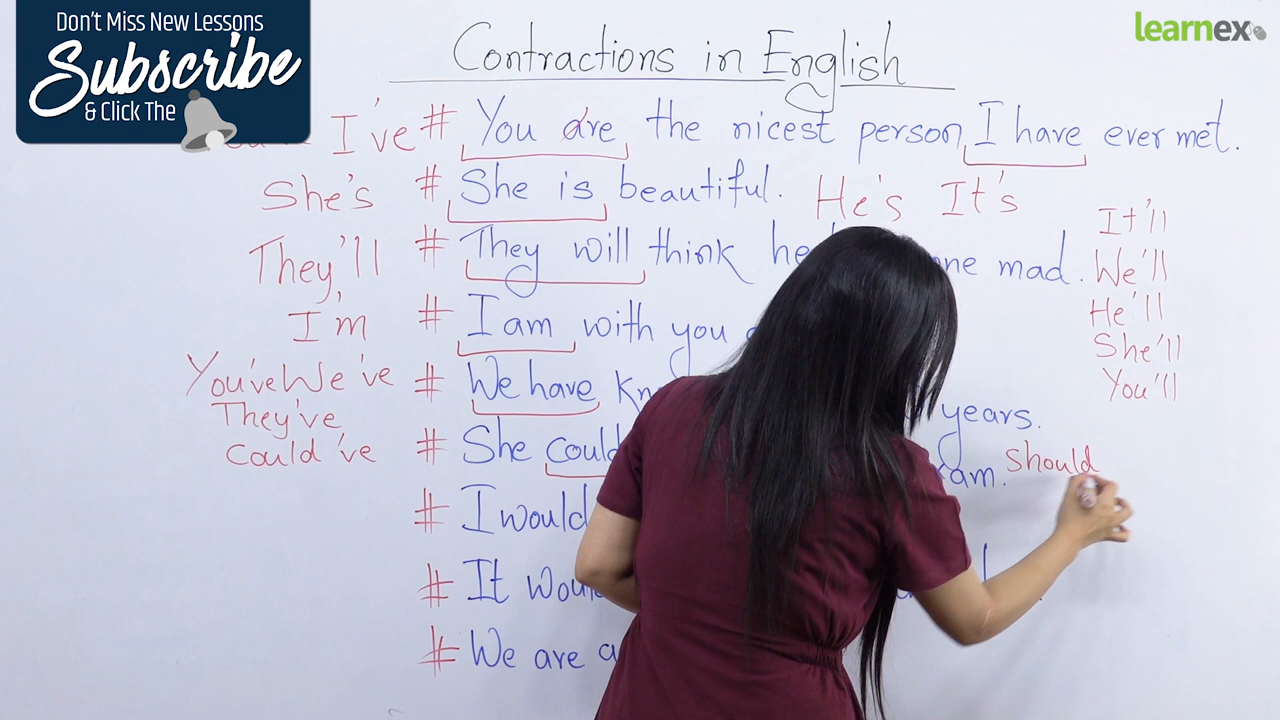 Don't Miss New Lessons
Subscribe
& Click The
learnex
Contractions in English
I've # You are the nicest person I have ever met.
She's # She is beautiful. He's It's
They'll # They will think mad.
I'm # I am with you
You've We've # We have years.
They've
Could've # She could exam.
# I would
# It would
# We are
It'll
We'll
He'll
She'll
You'll
Should